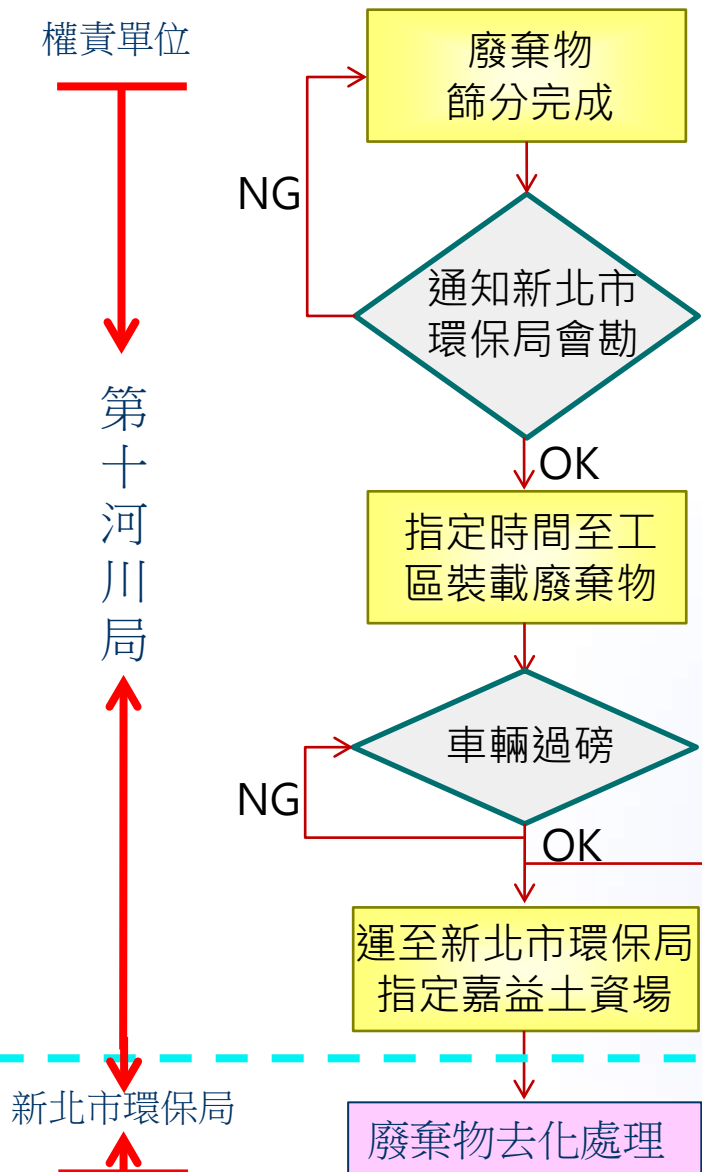 權責單位
廢棄物
篩分完成
NG
通知新北市
環保局會勘
OK
第十河川局
指定時間至工
區裝載廢棄物
車輛過磅
NG
OK
運至新北市環保局
指定嘉益土資場
新北市環保局
廢棄物去化處理